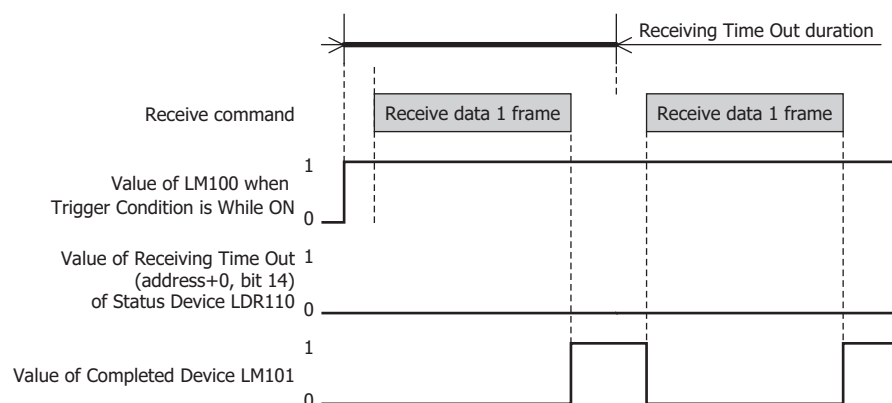 Receiving Time Out duration
Receive command
Receive data 1 frame
Receive data 1 frame
1
Value of LM100 when
Trigger Condition is While ON
0
Value of Receiving Time Out
1
(address+0, bit 14)
of Status Device LDR110
0
1
Value of Completed Device LM101
0